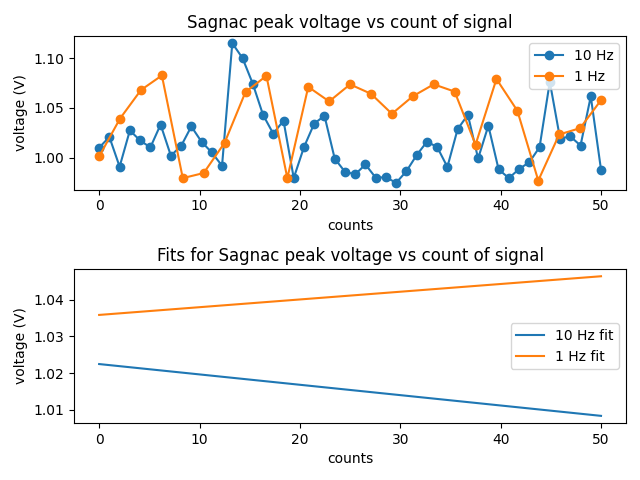 Sagnac peak voltage vs count of signal
voltage (V)
1.10
1.05
1.00
10 Hz
1 Hz
0 10 20 30 40 50
counts
Fits for Sagnac peak voltage vs count of signal
voltage (V)
1.04
1.03
1.02
1.01
10 Hz fit
1 Hz fit
0 10 20 30 40 50
counts